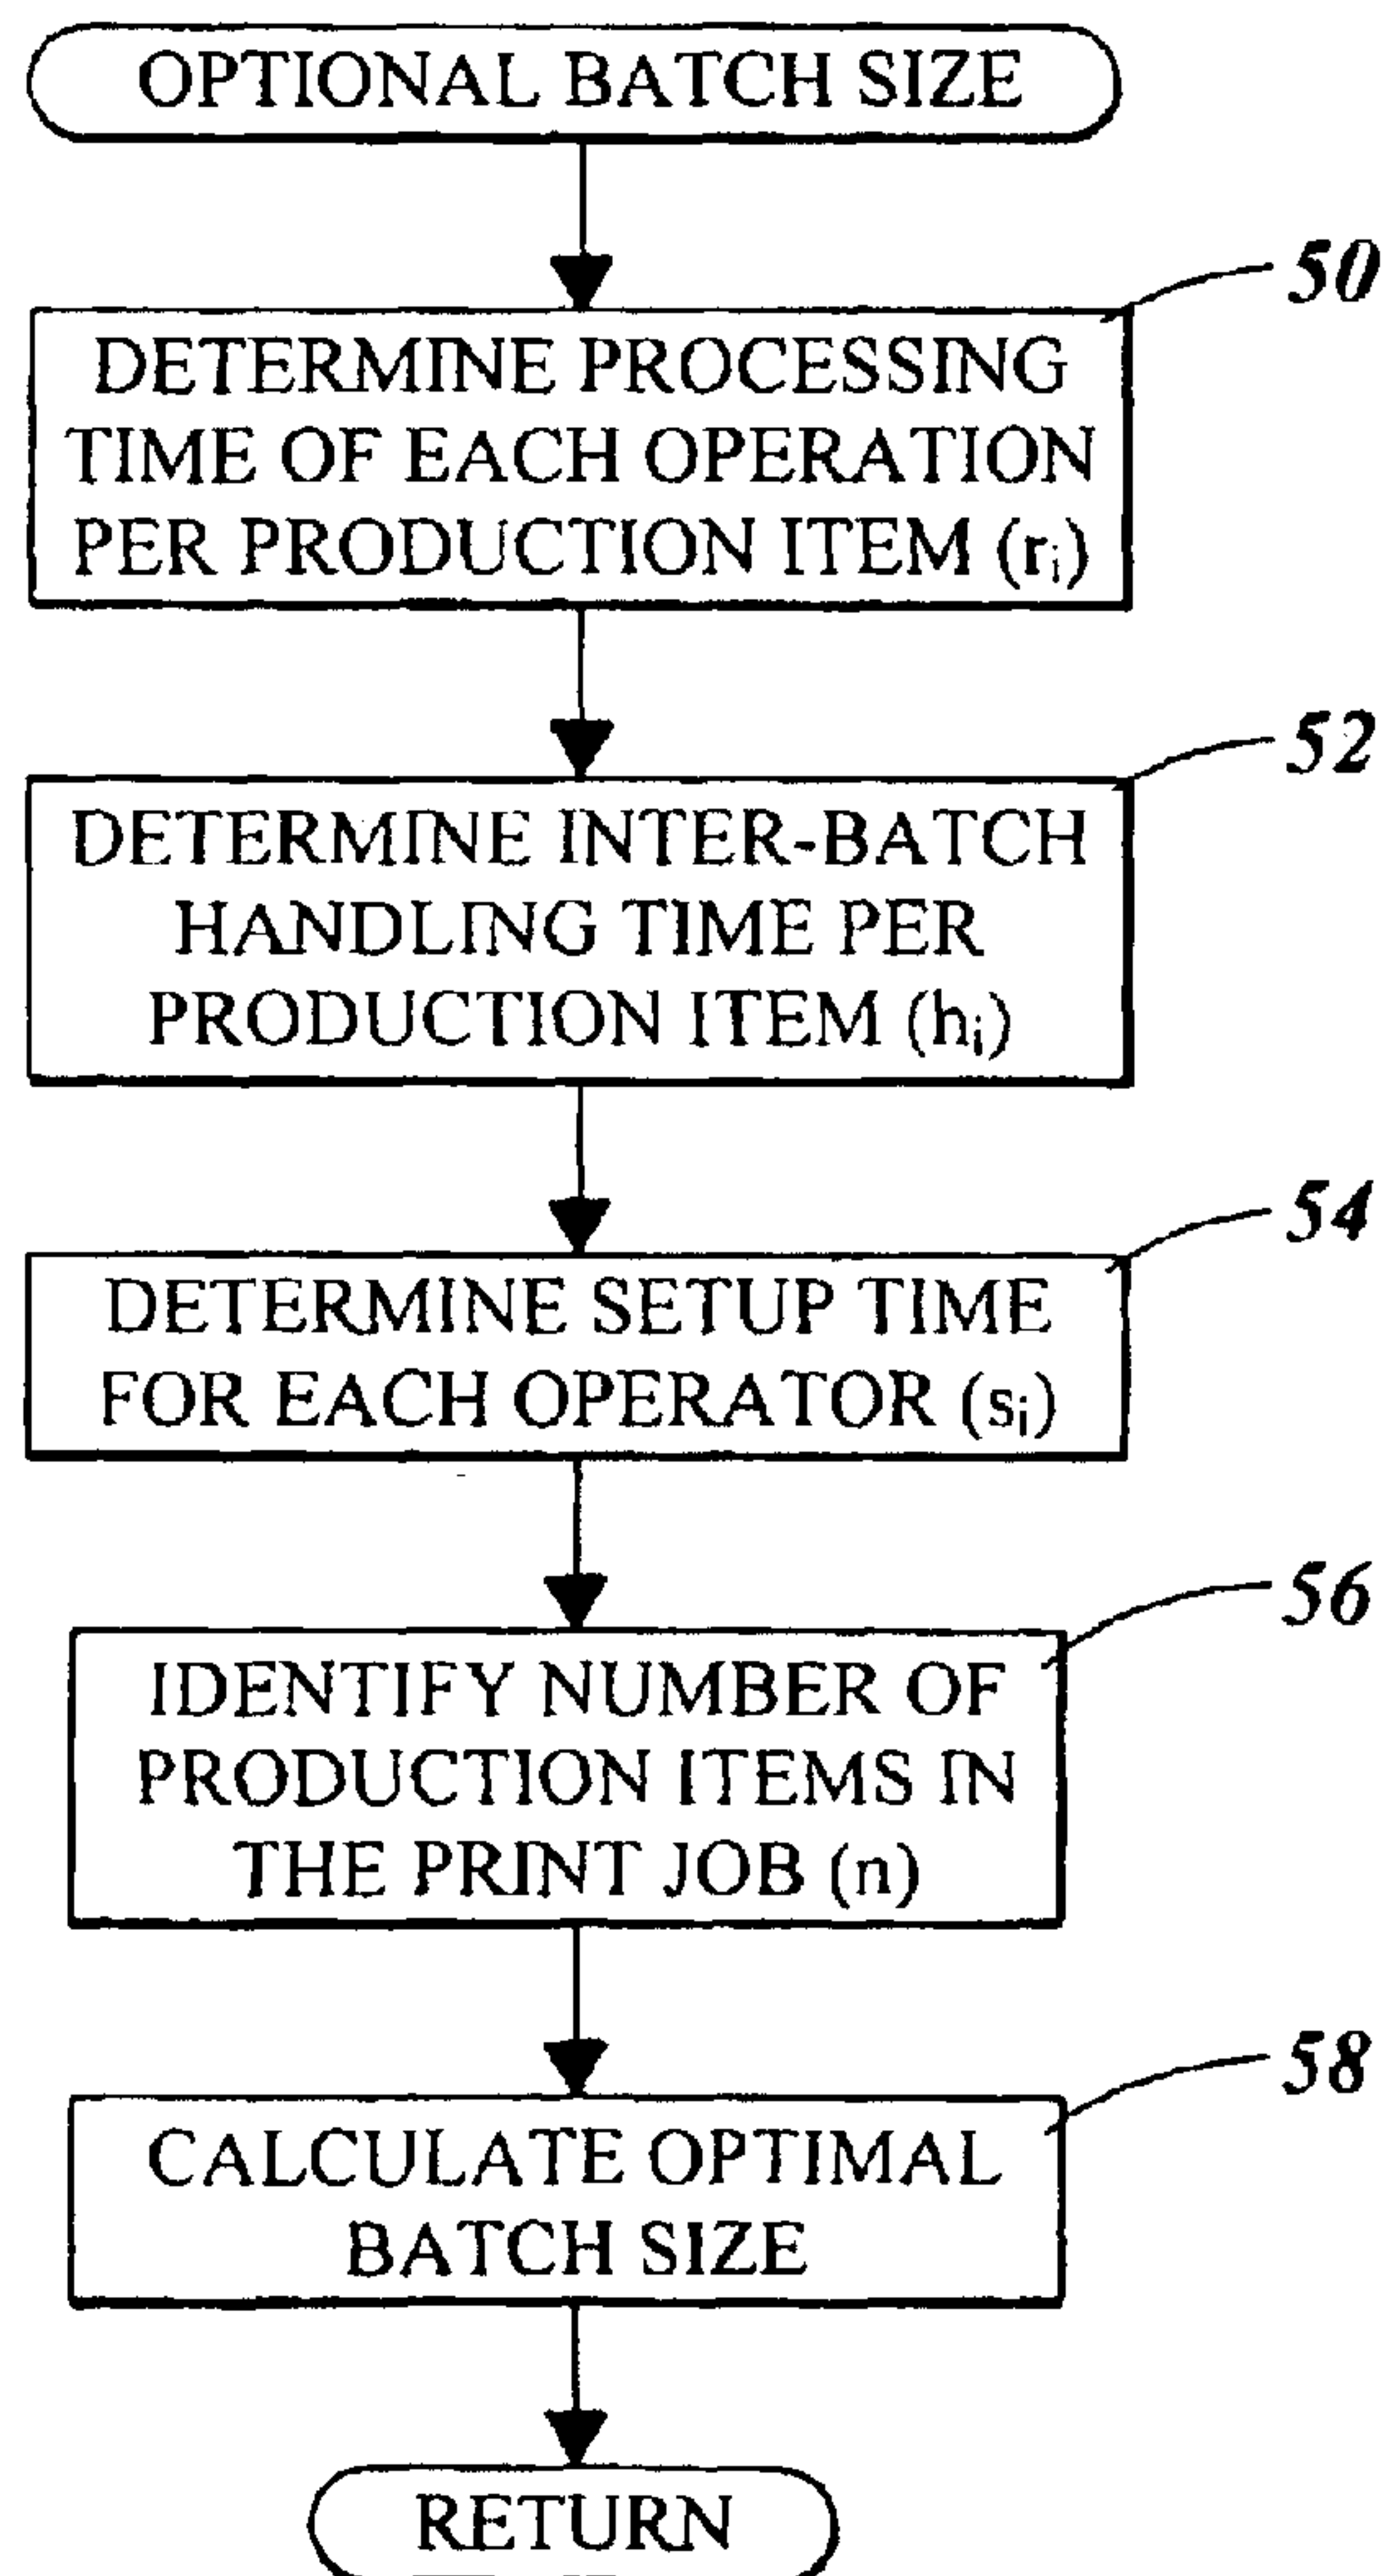 OPTIONAL BATCH SIZE
50
DETERMINE PROCESSING
TIME OF EACH OPERATION
PER PRODUCTION ITEM (rᵢ)
52
DETERMINE INTER-BATCH
HANDLING TIME PER
PRODUCTION ITEM (hᵢ)
54
DETERMINE SETUP TIME
FOR EACH OPERATOR (sᵢ)
56
IDENTIFY NUMBER OF
PRODUCTION ITEMS IN
THE PRINT JOB (n)
58
CALCULATE OPTIMAL
BATCH SIZE
RETURN